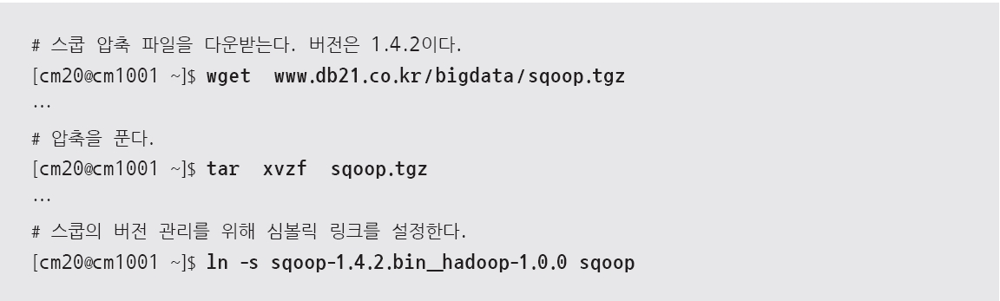 # 스쿱 압축 파일을 다운받는다. 버전은 1.4.2이다.
[cm20@cm1001 ~]$ wget www.db21.co.kr/bigdata/sqoop.tgz
…
# 압축을 푼다.
[cm20@cm1001 ~]$ tar xvzf sqoop.tgz
…
# 스쿱의 버전 관리를 위해 심볼릭 링크를 설정한다.
[cm20@cm1001 ~]$ ln -s sqoop-1.4.2.bin__hadoop-1.0.0 sqoop